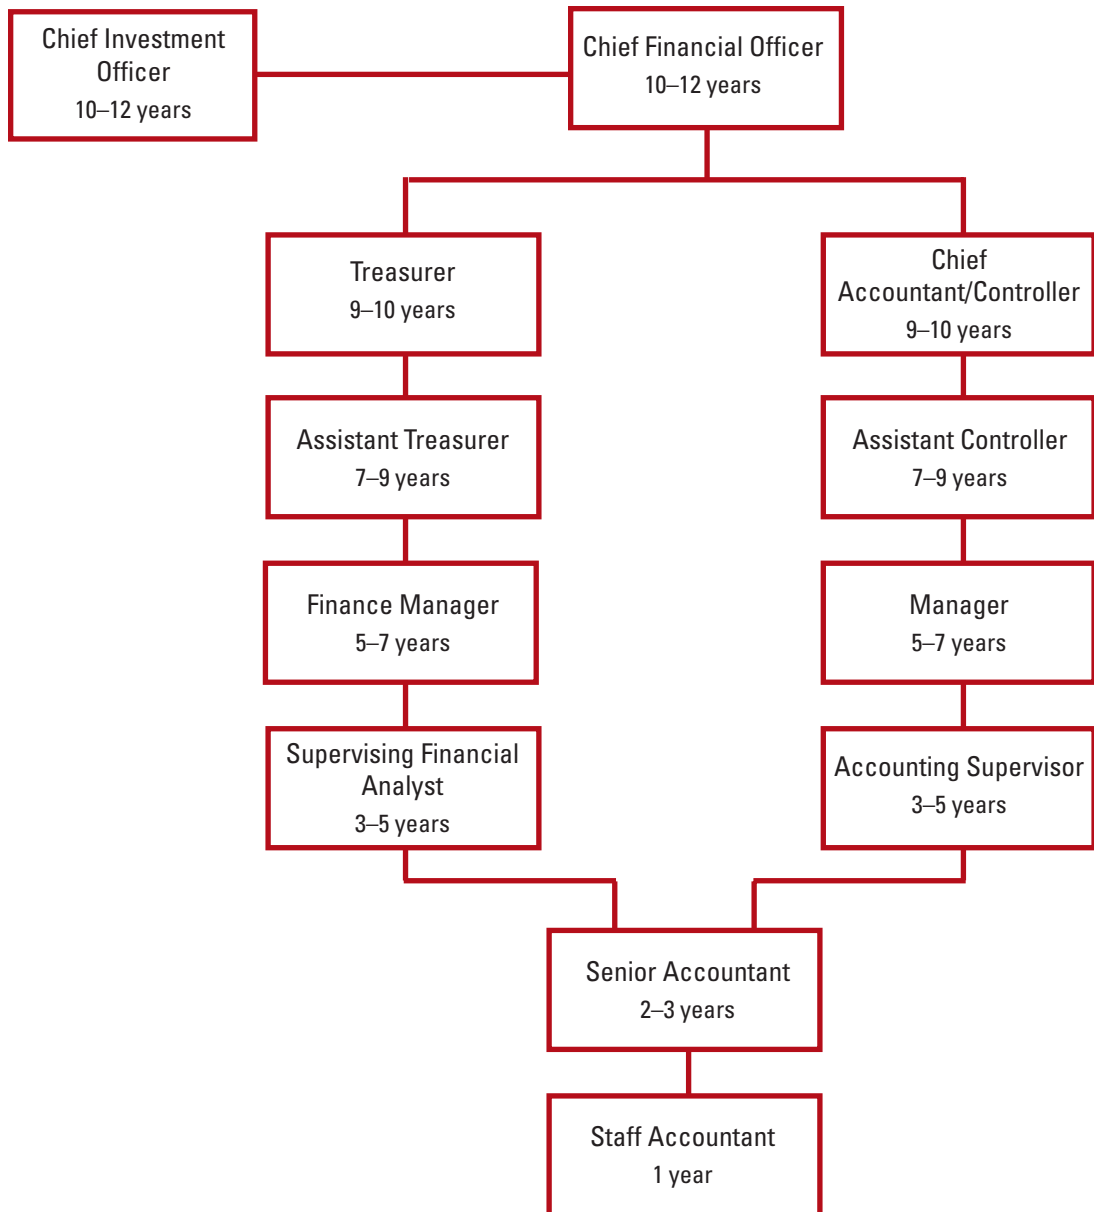 Chief Investment
Officer
10–12 years
Chief Financial Officer
10–12 years
Treasurer
9–10 years
Chief
Accountant/Controller
9–10 years
Assistant Treasurer
7–9 years
Assistant Controller
7–9 years
Finance Manager
5–7 years
Manager
5–7 years
Supervising Financial
Analyst
3–5 years
Accounting Supervisor
3–5 years
Senior Accountant
2–3 years
Staff Accountant
1 year